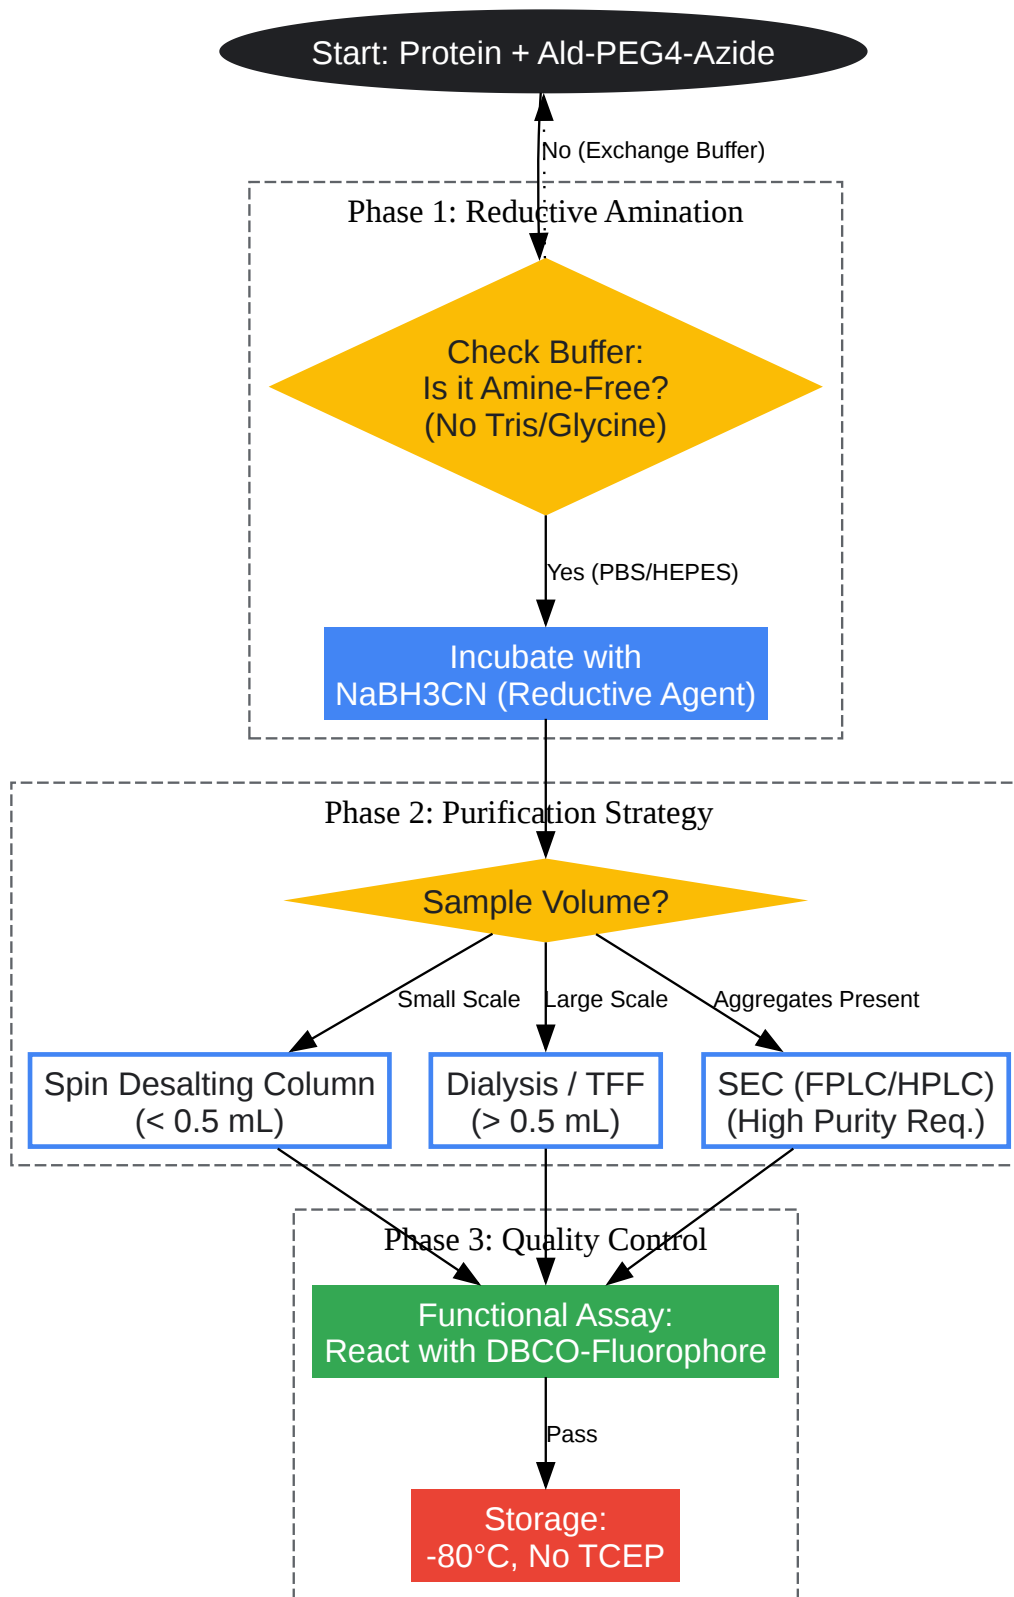 Start: Protein + Ald-PEG4-Azide
No (Exchange Buffer)
Phase 1: Reductive Amination
Check Buffer:
Is it Amine-Free?
(No Tris/Glycine)
Yes (PBS/HEPES)
Incubate with
NaBH3CN (Reductive Agent)
Phase 2: Purification Strategy
Sample Volume?
Small Scale
Large Scale
Aggregates Present
Spin Desalting Column
(< 0.5 mL)
Dialysis / TFF
(> 0.5 mL)
SEC (FPLC/HPLC)
(High Purity Req.)
Phase 3: Quality Control
Functional Assay:
React with DBCO-Fluorophore
Pass
Storage:
-80°C, No TCEP